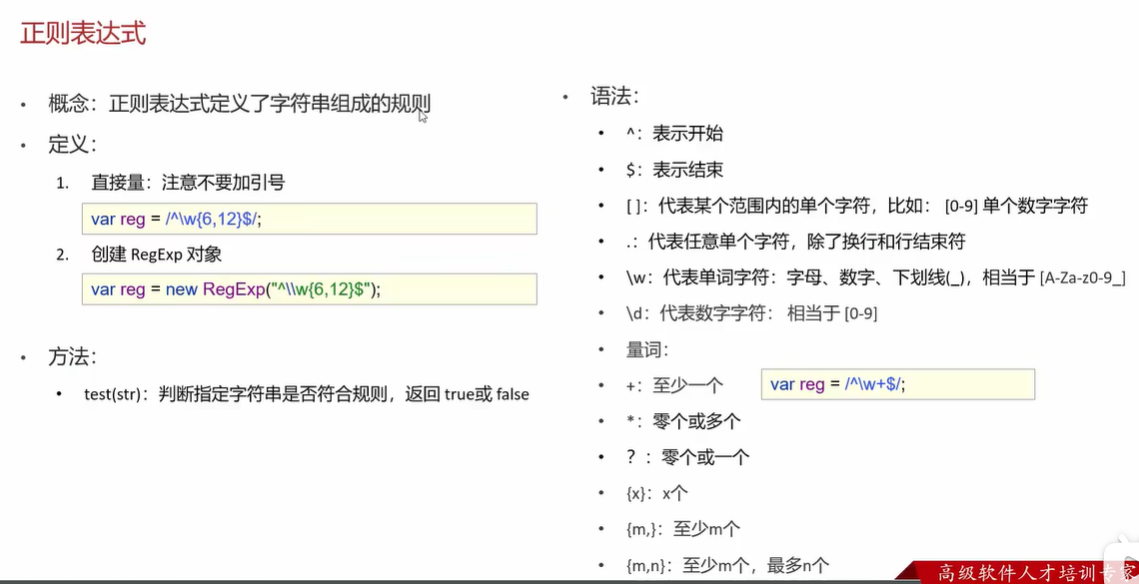 正则表达式
• 概念：正则表达式定义了字符串组成的规则
• 定义：
1. 直接量：注意不要加引号
var reg = /^\w{6,12}$/;
2. 创建 RegExp 对象
var reg = new RegExp("^\\w{6,12}$");
• 方法：
• test(str)：判断指定字符串是否符合规则，返回 true或 false
• 语法：
• ^：表示开始
• $：表示结束
• [ ]：代表某个范围内的单个字符，比如： [0-9] 单个数字字符
• .：代表任意单个字符，除了换行和行结束符
• \w：代表单词字符：字母、数字、下划线(_)，相当于 [A-Za-z0-9_]
• \d：代表数字字符： 相当于 [0-9]
• 量词：
• +：至少一个
var reg = /^\w+$/;
• *：零个或多个
• ？：零个或一个
• {x}：x个
• {m,}：至少m个
• {m,n}：至少m个，最多n个
高级软件人才培训专家